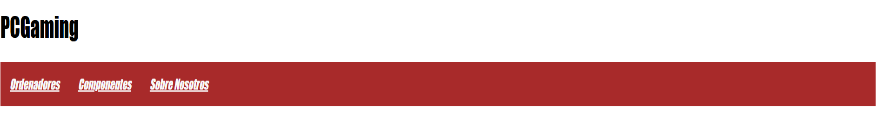 PCGaming
Ordenadores Componentes Sobre Nosotros